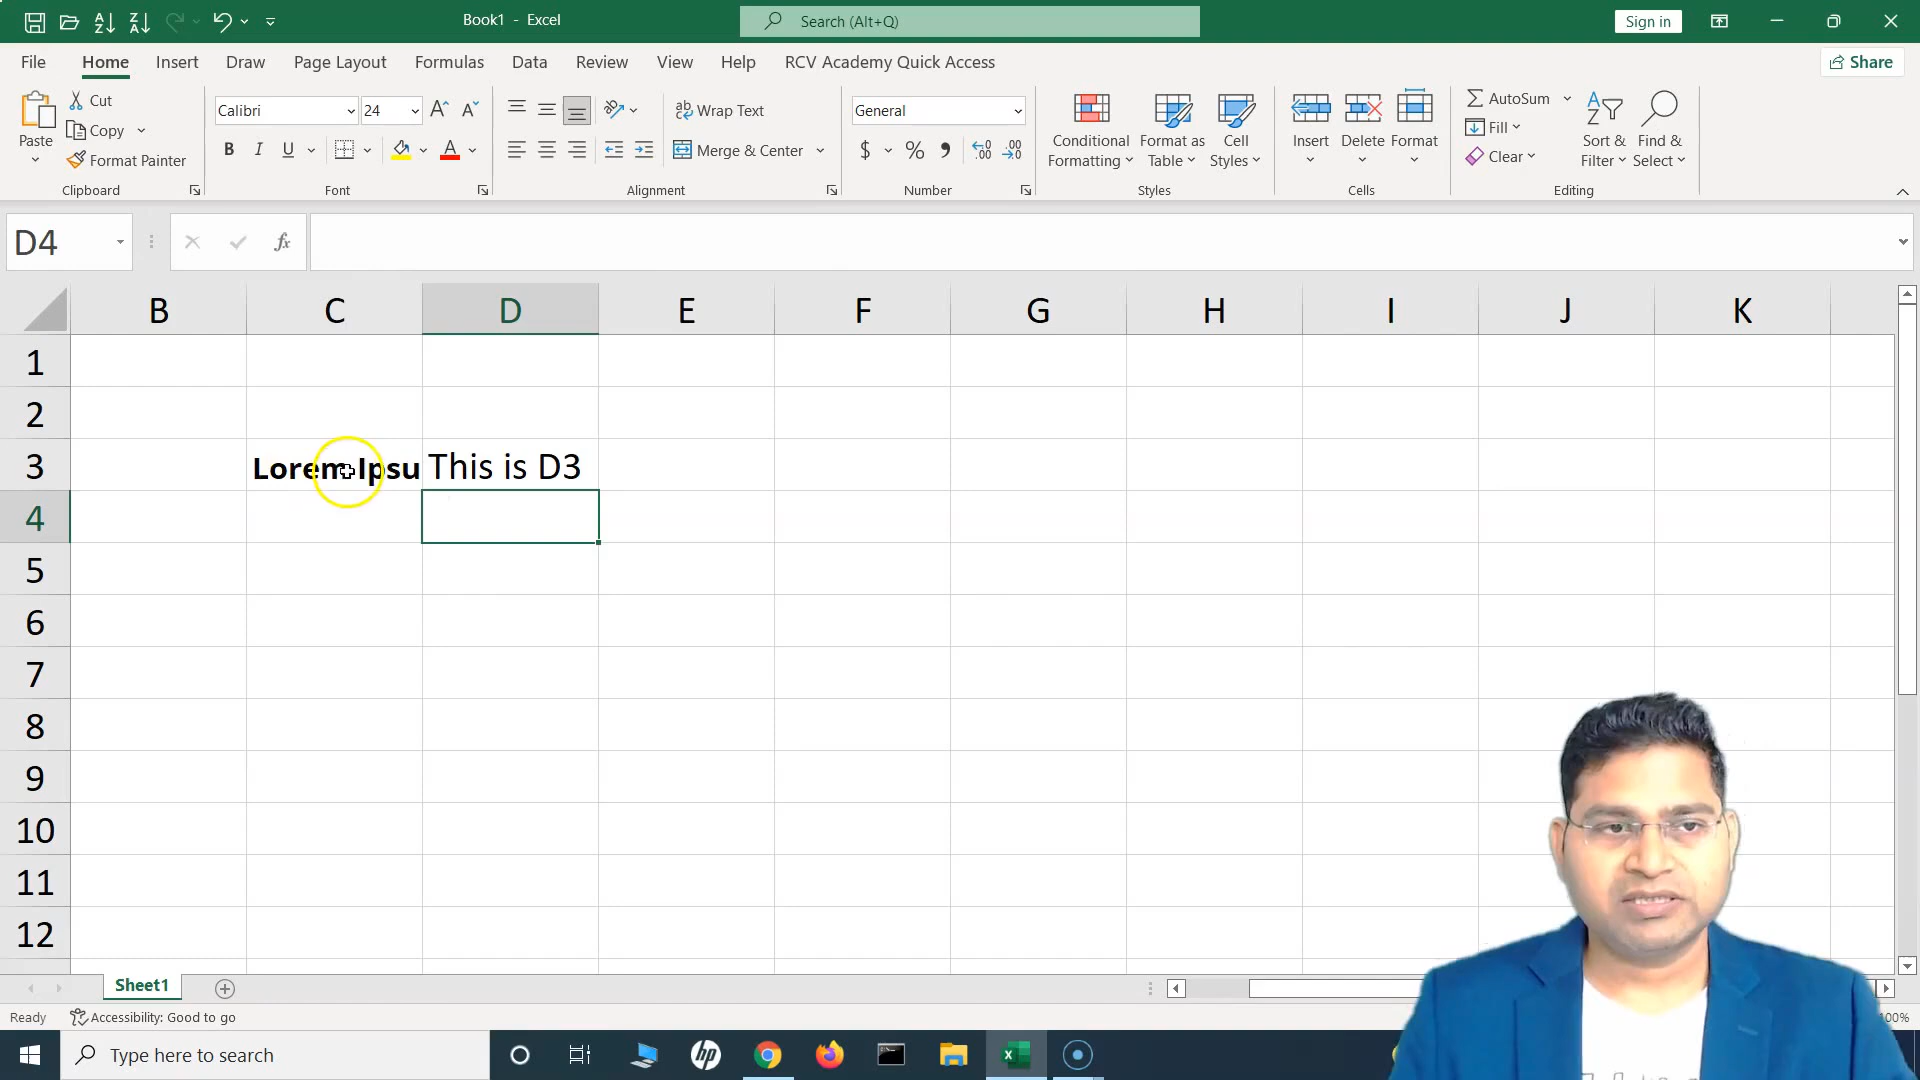 Book1 - Excel
Search (Alt+Q)
Sign in
File Home Insert Draw Page Layout Formulas Data Review View Help RCV Academy Quick Access
Share
Paste
Cut
Copy
Format Painter
Clipboard
Calibri 24
B I U
Font
Wrap Text
Merge & Center
Alignment
General
$ % ,
Number
Conditional Formatting
Format as Table
Cell Styles
Styles
Insert
Delete
Format
Cells
AutoSum
Fill
Clear
Sort & Filter
Find & Select
Editing
D4
fx
B C D E F G H I J K
1
2
3 Lorem Ipsu This is D3
4
5
6
7
8
9
10
11
12
Sheet1
Ready
Accessibility: Good to go
100%
Type here to search
hp